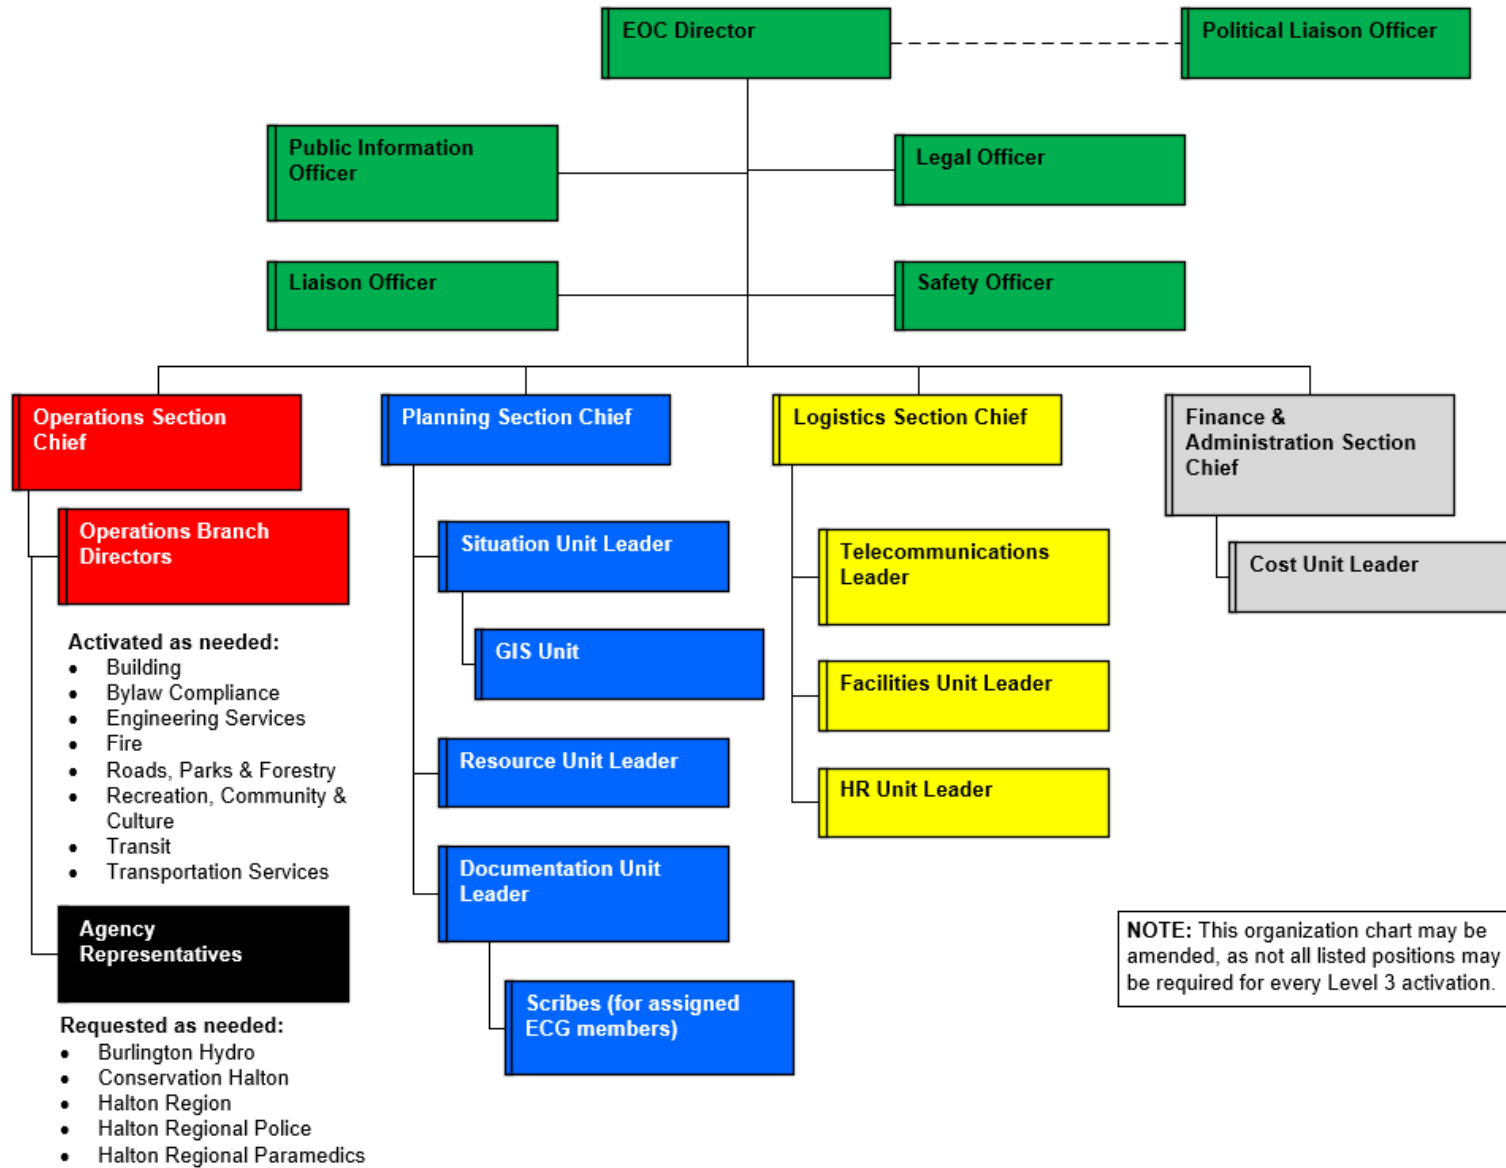 EOC Director
Political Liaison Officer
Public Information
Officer
Legal Officer
Liaison Officer
Safety Officer
Operations Section
Chief
Planning Section Chief
Logistics Section Chief
Finance &
Administration Section
Chief
Operations Branch
Directors
Situation Unit Leader
Telecommunications
Leader
Cost Unit Leader
Activated as needed:
• Building
• Bylaw Compliance
• Engineering Services
• Fire
• Roads, Parks & Forestry
• Recreation, Community &
Culture
• Transit
• Transportation Services
GIS Unit
Facilities Unit Leader
Resource Unit Leader
HR Unit Leader
Documentation Unit
Leader
Agency
Representatives
Scribes (for assigned
ECG members)
NOTE: This organization chart may be
amended, as not all listed positions may
be required for every Level 3 activation.
Requested as needed:
• Burlington Hydro
• Conservation Halton
• Halton Region
• Halton Regional Police
• Halton Regional Paramedics